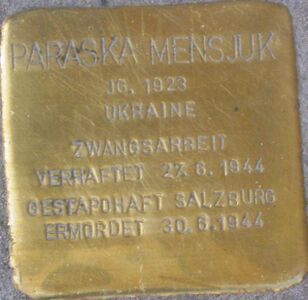 PARASKA MENSJUK
JG. 1923
UKRAINE
ZWANGSARBEIT
VERHAFTET 27.6.1944
GESTAPOHAFT SALZBURG
ERMORDET 30.6.1944